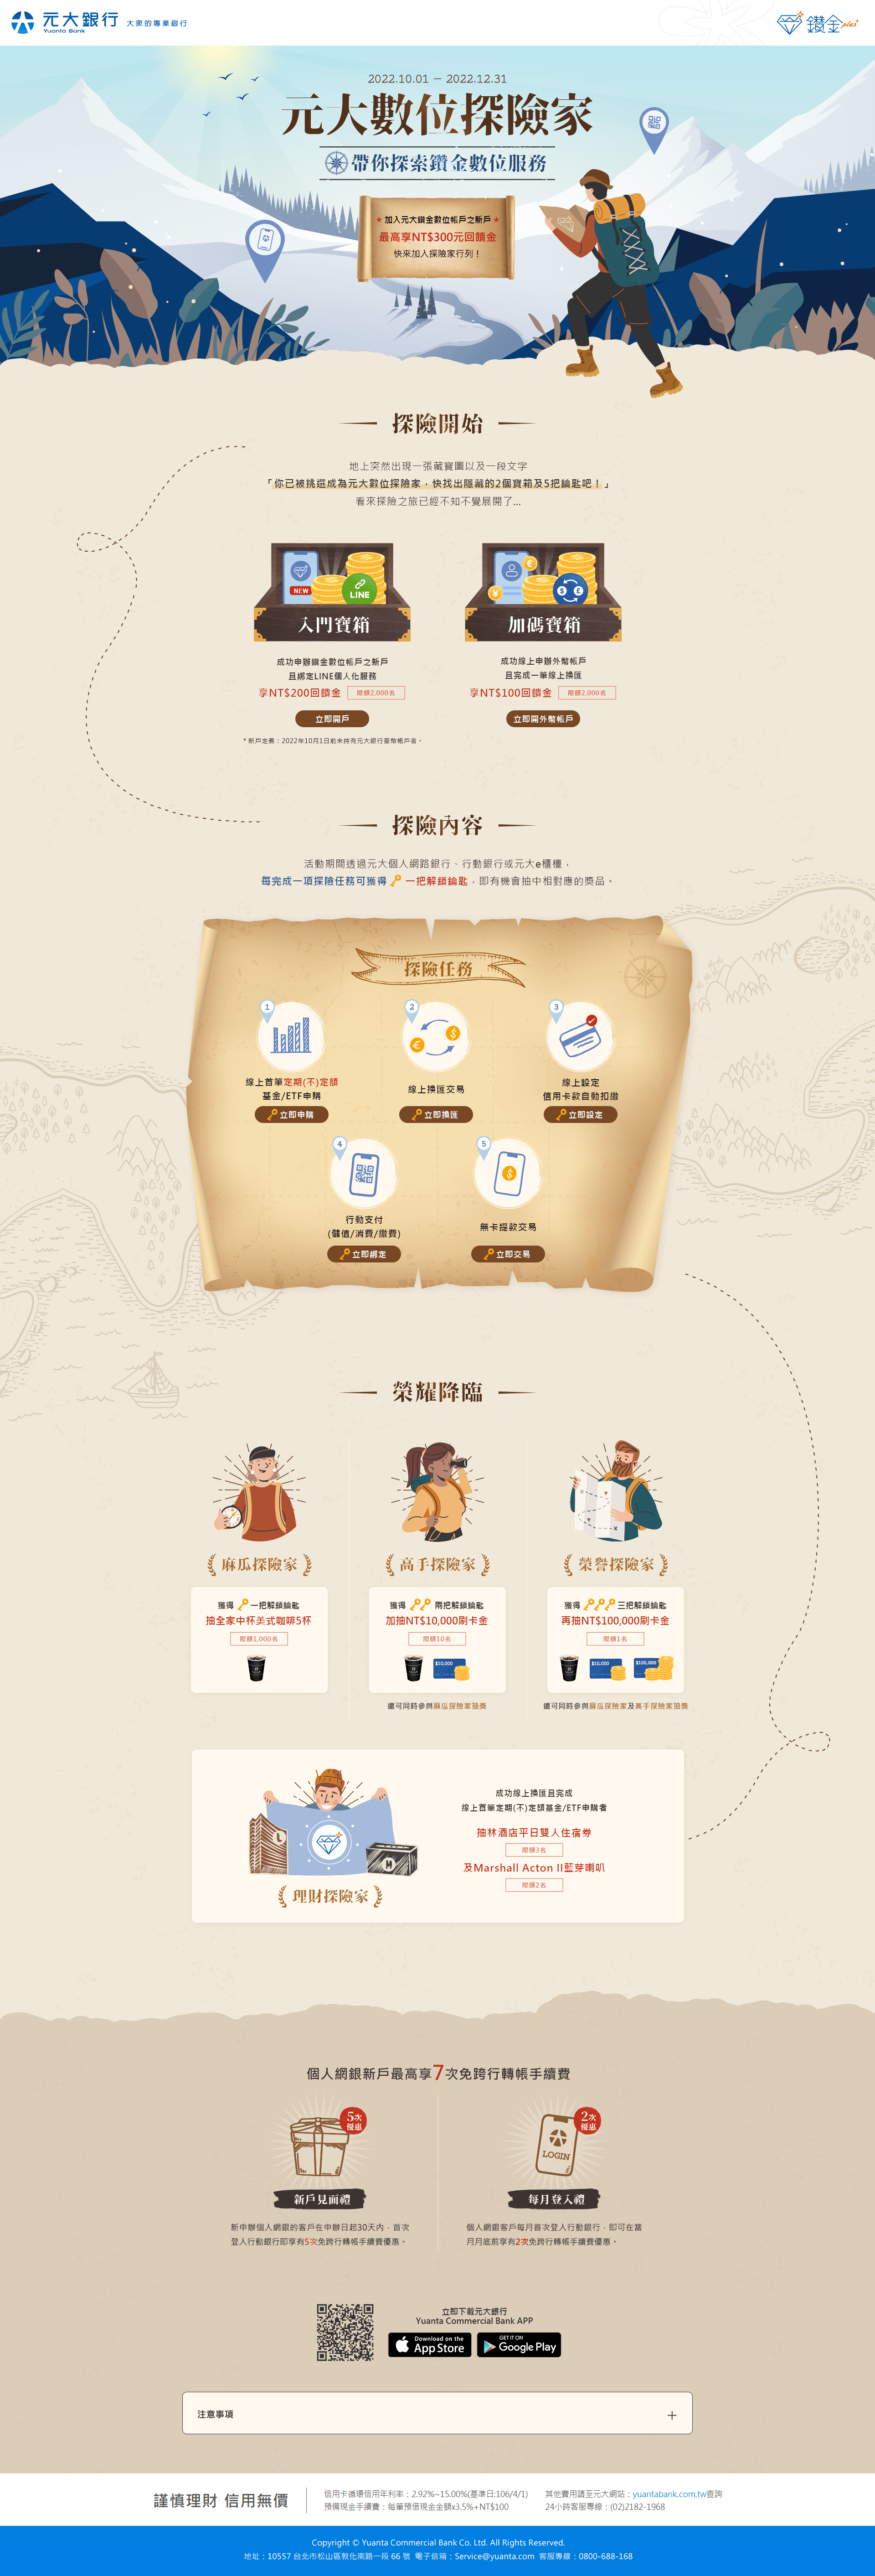 元大銀行 大眾的專業銀行
Yuanta Bank
鑽金plus+
2022.10.01 – 2022.12.31
元大數位探險家
帶你探索鑽金數位服務
★ 加入元大鑽金數位帳戶之新戶 ★
最高享NT$300元回饋金
快來加入探險家行列！
探險開始
地上突然出現一張藏寶圖以及一段文字
「你已被挑選成為元大數位探險家，快找出隱藏的2個寶箱及5把鑰匙吧！」
看來探險之旅已經不知不覺展開了...
NEW
LINE
入門寶箱
成功申辦鑽金數位帳戶之新戶
且綁定LINE個人化服務
享NT$200回饋金 限額2,000名
立即開戶
* 新戶定義：2022年10月1日前未持有元大銀行臺幣帳戶者。
加碼寶箱
成功線上申辦外幣帳戶
且完成一筆線上換匯
享NT$100回饋金 限額2,000名
立即開外幣帳戶
探險內容
活動期間透過元大個人網路銀行、行動銀行或元大e櫃檯，
每完成一項探險任務可獲得 一把解鎖鑰匙，即有機會抽中相對應的獎品。
探險任務
1
線上首筆定期(不)定額
基金/ETF申購
立即申購
2
線上換匯交易
立即換匯
3
線上設定
信用卡款自動扣繳
立即設定
4
行動支付
(儲值/消費/繳費)
立即綁定
5
無卡提款交易
立即交易
榮耀降臨
麻瓜探險家
獲得 一把解鎖鑰匙
抽全家中杯美式咖啡5杯
限額1,000名
高手探險家
獲得 兩把解鎖鑰匙
加抽NT$10,000刷卡金
限額10名
$10,000
還可同時參與麻瓜探險家抽獎
榮譽探險家
獲得 三把解鎖鑰匙
再抽NT$100,000刷卡金
限額1名
$10,000
$100,000
還可同時參與麻瓜探險家及高手探險家抽獎
L
M
理財探險家
成功線上換匯且完成
線上首筆定期(不)定額基金/ETF申購者
抽林酒店平日雙人住宿券
限額3名
及Marshall Acton II藍芽喇叭
限額2名
個人網銀新戶最高享7次免跨行轉帳手續費
5次
優惠
新戶見面禮
新申辦個人網銀的客戶在申辦日起30天內，首次
登入行動銀行即享有5次免跨行轉帳手續費優惠。
2次
優惠
LOGIN
每月登入禮
個人網銀客戶每月首次登入行動銀行，即可在當
月月底前享有2次免跨行轉帳手續費優惠。
立即下載元大銀行
Yuanta Commercial Bank APP
Download on the
App Store
GET IT ON
Google Play
注意事項
謹慎理財 信用無價
信用卡循環信用年利率：2.92%~15.00%(基準日:106/4/1)
預備現金手續費：每筆預借現金金額x3.5%+NT$100
其他費用請至元大網站：yuantabank.com.tw查詢
24小時客服專線：(02)2182-1968
Copyright © Yuanta Commercial Bank Co. Ltd. All Rights Reserved.
地址：10557 台北市松山區敦化南路一段 66 號 電子信箱：Service@yuanta.com 客服專線：0800-688-168